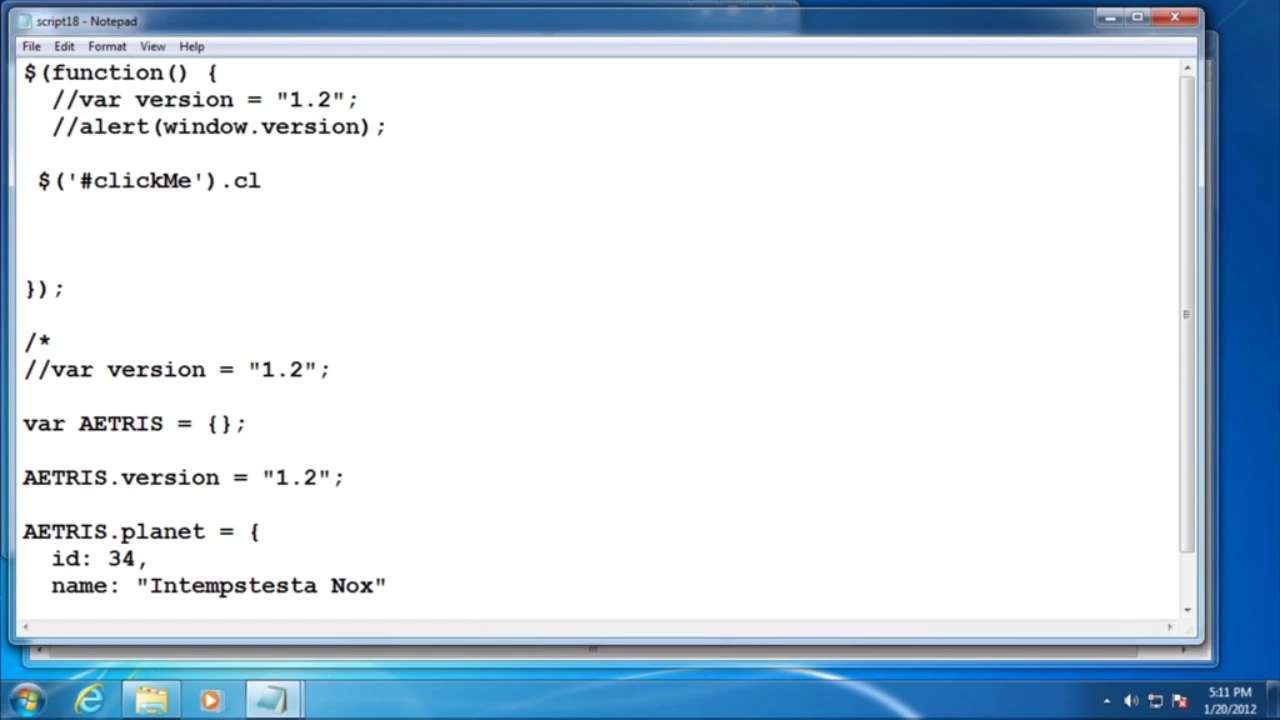 script18 - Notepad
File Edit Format View Help
$(function() {
  //var version = "1.2";
  //alert(window.version);
 $('#clickMe').cl
});
/*
//var version = "1.2";
var AETRIS = {};
AETRIS.version = "1.2";
AETRIS.planet = {
  id: 34,
  name: "Intempstesta Nox"
5:11 PM
1/20/2012